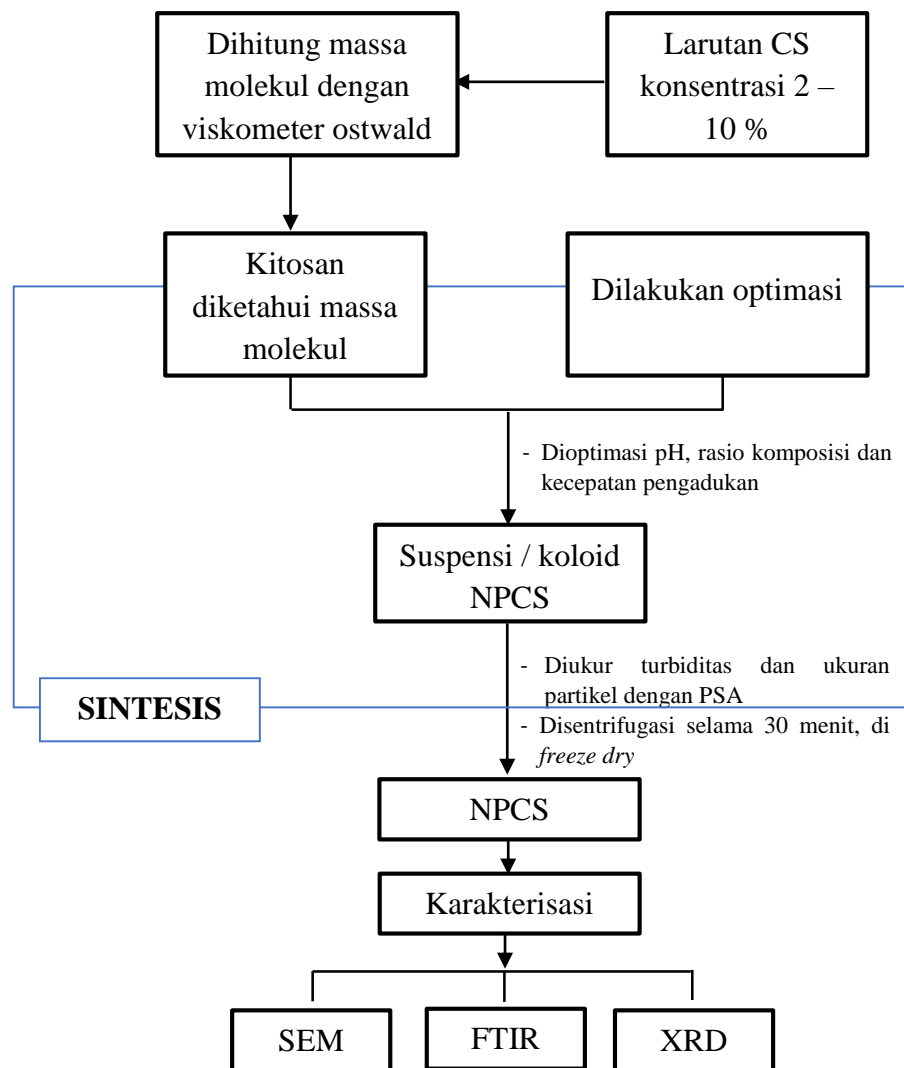 Dihitung massa
molekul dengan
viskometer ostwald
Larutan CS
konsentrasi 2 –
10 %
Kitosan
diketahui massa
molekul
Dilakukan optimasi
- Dioptimasi pH, rasio komposisi dan
kecepatan pengadukan
Suspensi / koloid
NPCS
- Diukur turbiditas dan ukuran
partikel dengan PSA
- Disentrifugasi selama 30 menit, di
freeze dry
SINTESIS
NPCS
Karakterisasi
SEM
FTIR
XRD